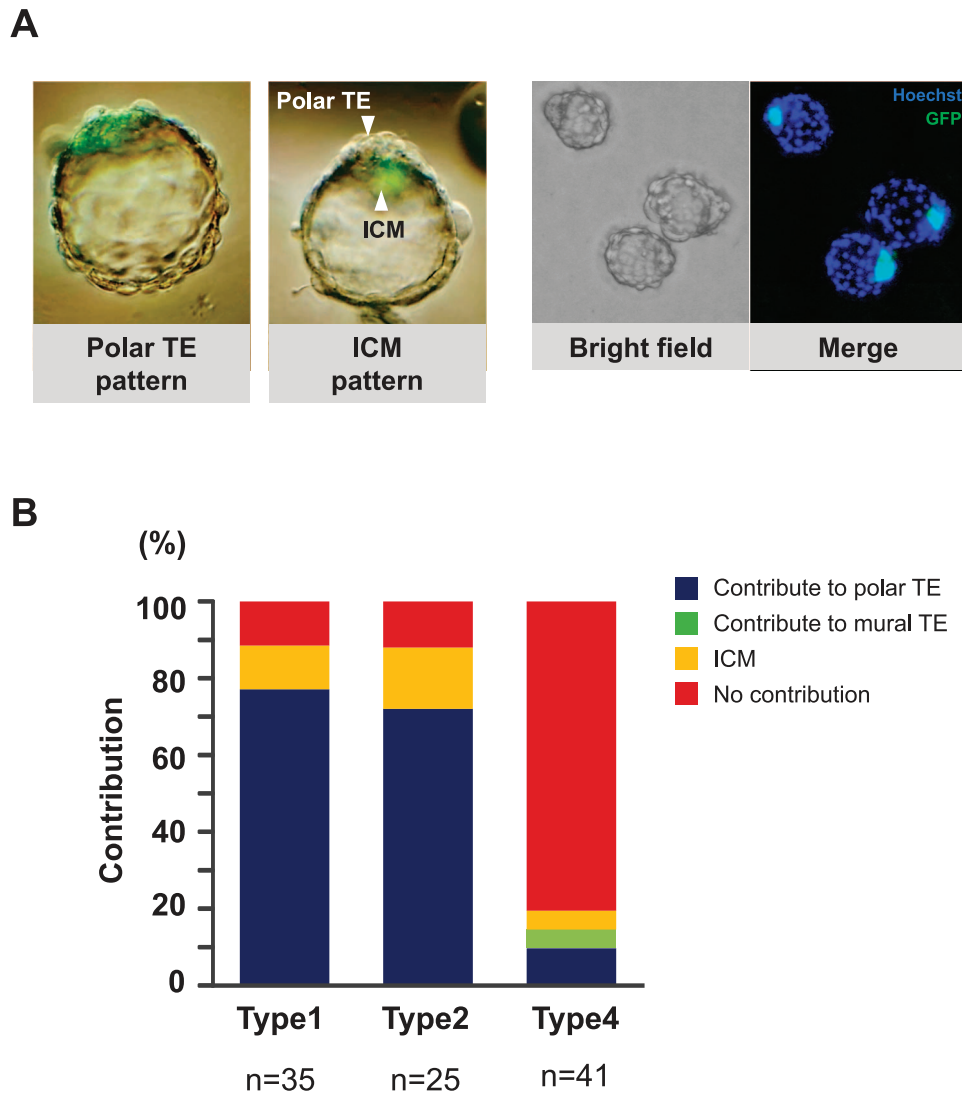 A
Polar TE
ICM
Hoechst
GFP
Polar TE
pattern
ICM
pattern
Bright field
Merge
B
(%)
Contribution
100
80
60
40
20
0
Type1
Type2
Type4
n=35
n=25
n=41
Contribute to polar TE
Contribute to mural TE
ICM
No contribution